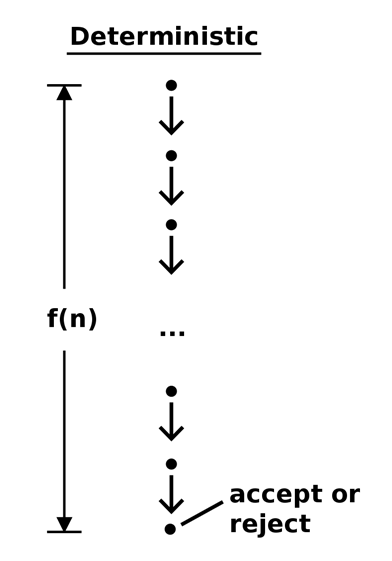 Deterministic
f(n)
...
accept or
reject